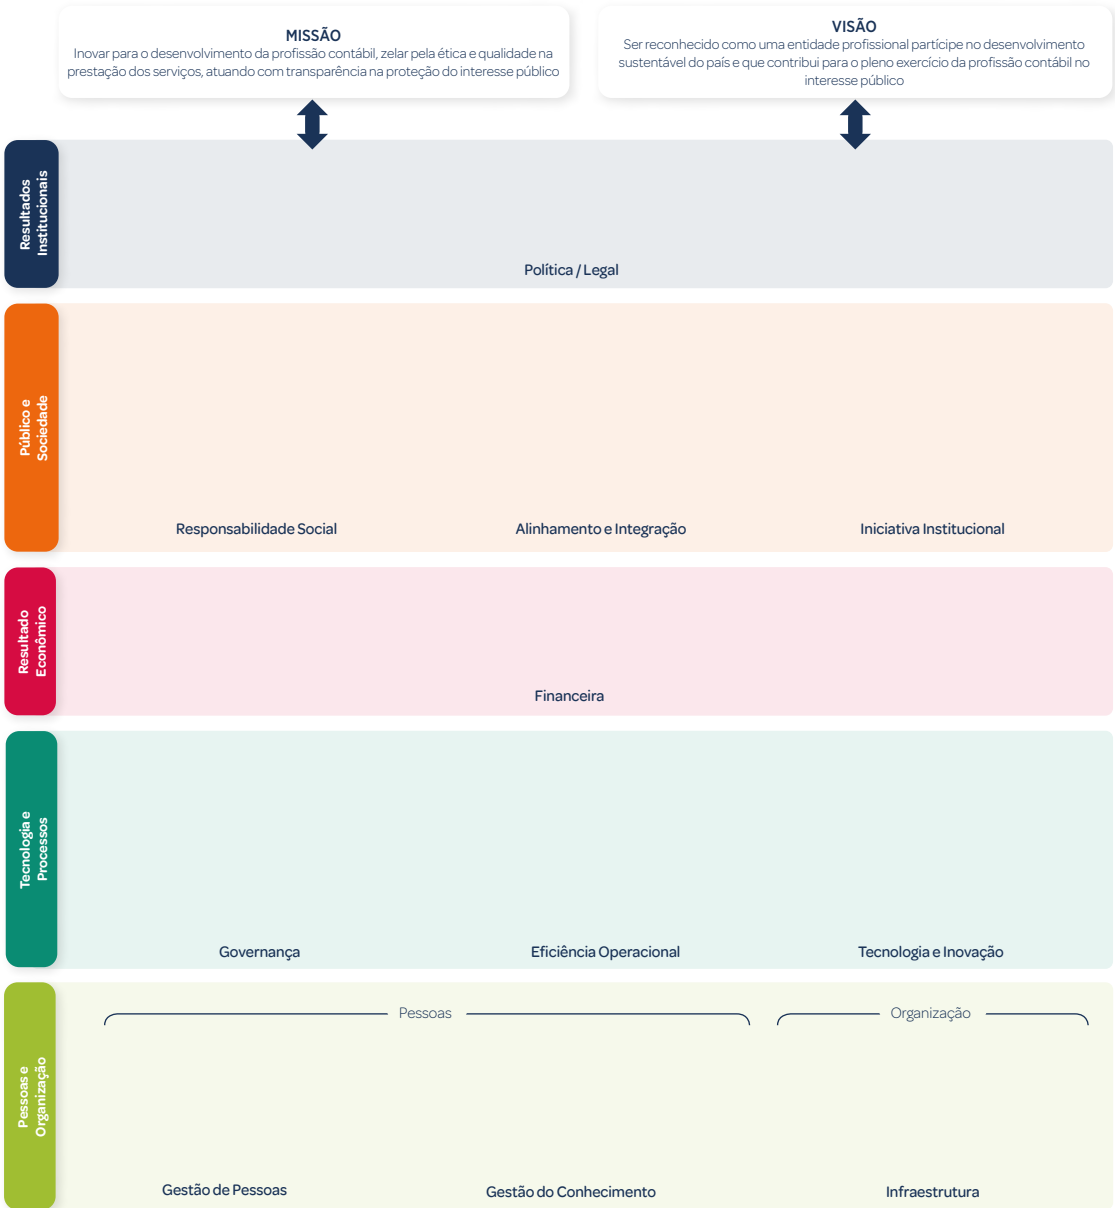 MISSÃO
Inovar para o desenvolvimento da profissão contábil, zelar pela ética e qualidade na
prestação dos serviços, atuando com transparência na proteção do interesse público
VISÃO
Ser reconhecido como uma entidade profissional partícipe no desenvolvimento
sustentável do país e que contribui para o pleno exercício da profissão contábil no
interesse público
Resultados
Institucionais
Política / Legal
Público e
Sociedade
Responsabilidade Social
Alinhamento e Integração
Iniciativa Institucional
Resultado
Econômico
Financeira
Tecnologia e
Processos
Governança
Eficiência Operacional
Tecnologia e Inovação
Pessoas e
Organização
Pessoas
Organização
Gestão de Pessoas
Gestão do Conhecimento
Infraestrutura